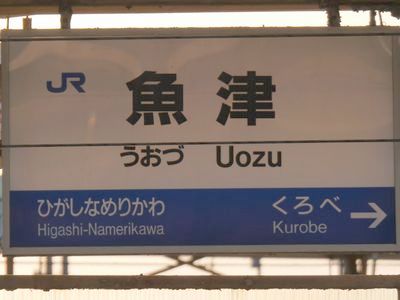 JR
魚津
うおづ Uozu
ひがしなめりかわ くろべ →
Higashi-Namerikawa Kurobe